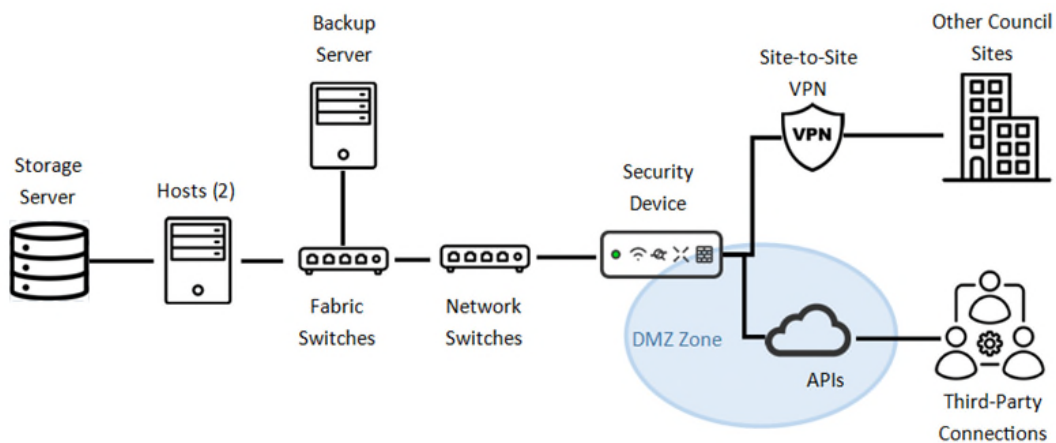 Backup
Server
Other Council
Sites
Site-to-Site
VPN
VPN
Storage
Server
Hosts (2)
Security
Device
Fabric
Switches
Network
Switches
DMZ Zone
APIs
Third-Party
Connections